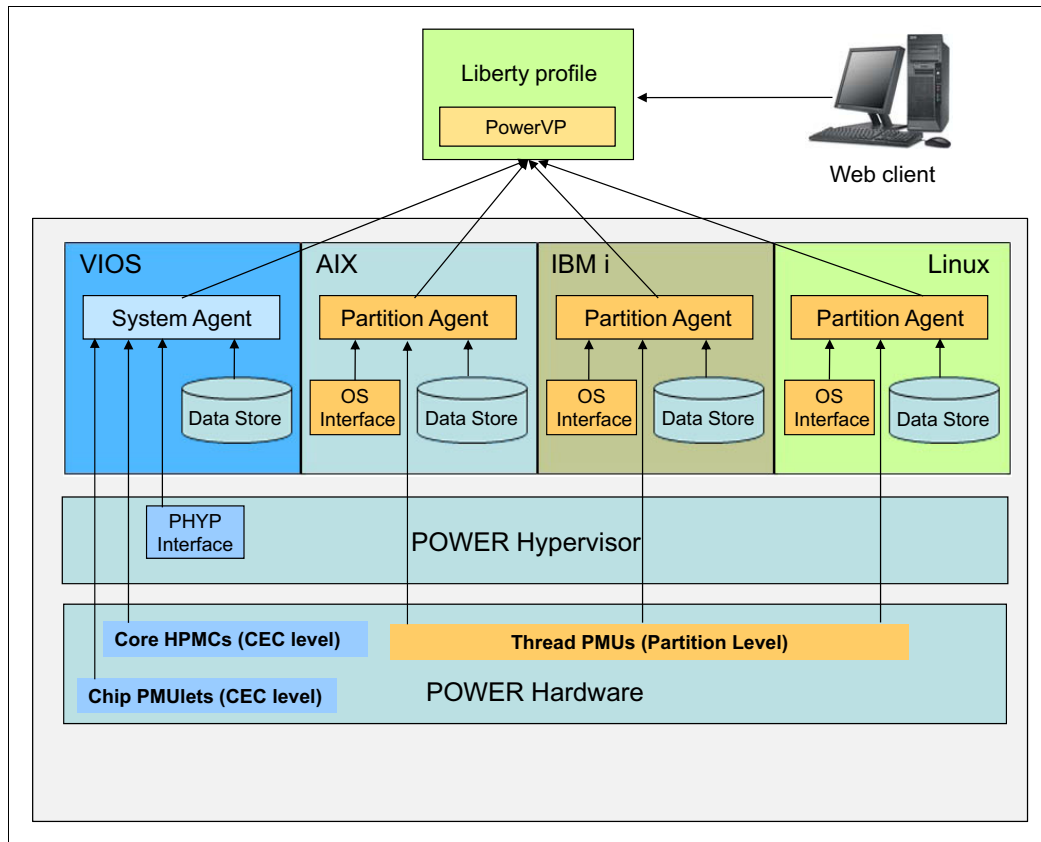 Liberty profile
PowerVP
Web client
VIOS
AIX
IBM i
Linux
System Agent
Partition Agent
Partition Agent
Partition Agent
Data Store
OS
Interface
Data Store
OS
Interface
Data Store
OS
Interface
Data Store
PHYP
Interface
POWER Hypervisor
Core HPMCs (CEC level)
Thread PMUs (Partition Level)
Chip PMUlets (CEC level)
POWER Hardware